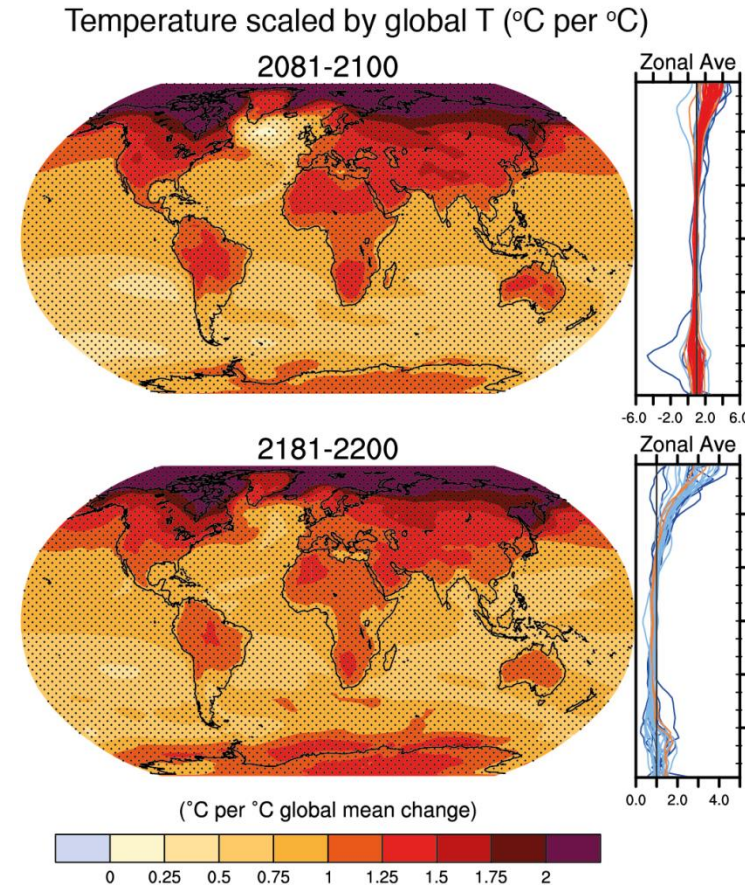 Temperature scaled by global T (°C per °C)
2081-2100
Zonal Ave
-6.0 -2.0 2.0 6.0
2181-2200
Zonal Ave
0.0 2.0 4.0
(°C per °C global mean change)
0 0.25 0.5 0.75 1 1.25 1.5 1.75 2